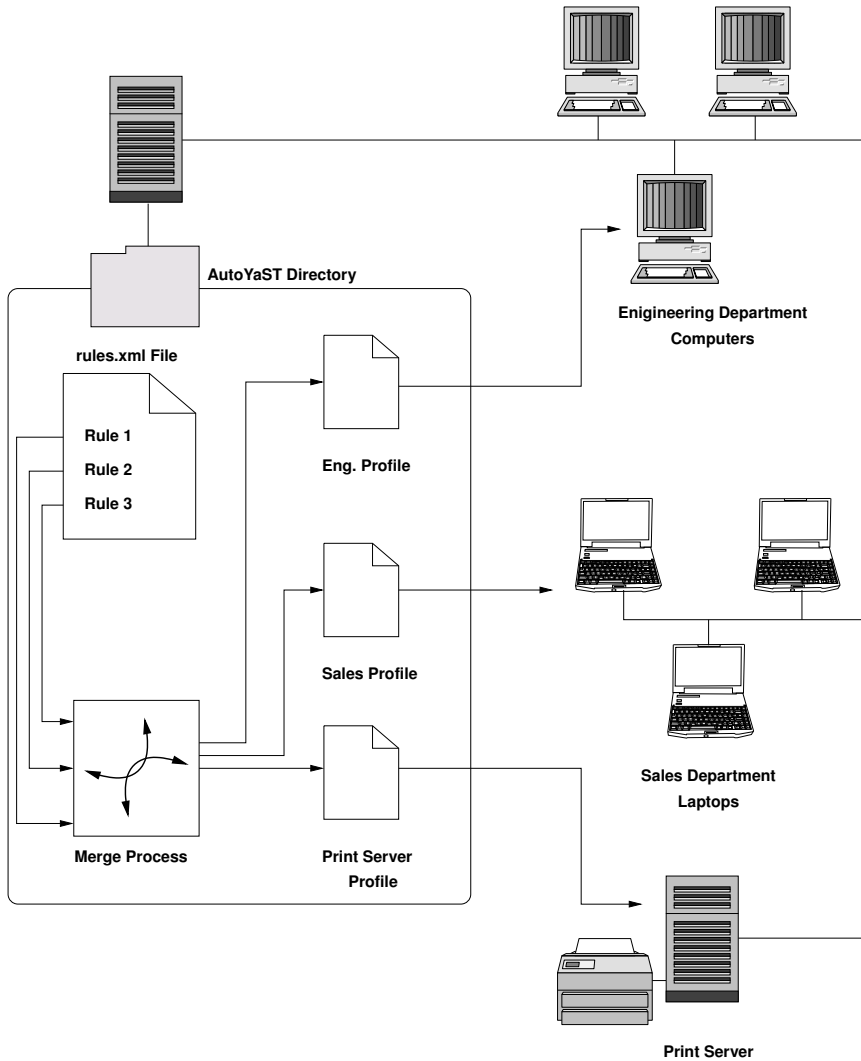 AutoYaST Directory
Enigineering Department
Computers
rules.xml File
Rule 1
Rule 2
Rule 3
Eng. Profile
Sales Profile
Sales Department
Laptops
Merge Process
Print Server
Profile
Print Server